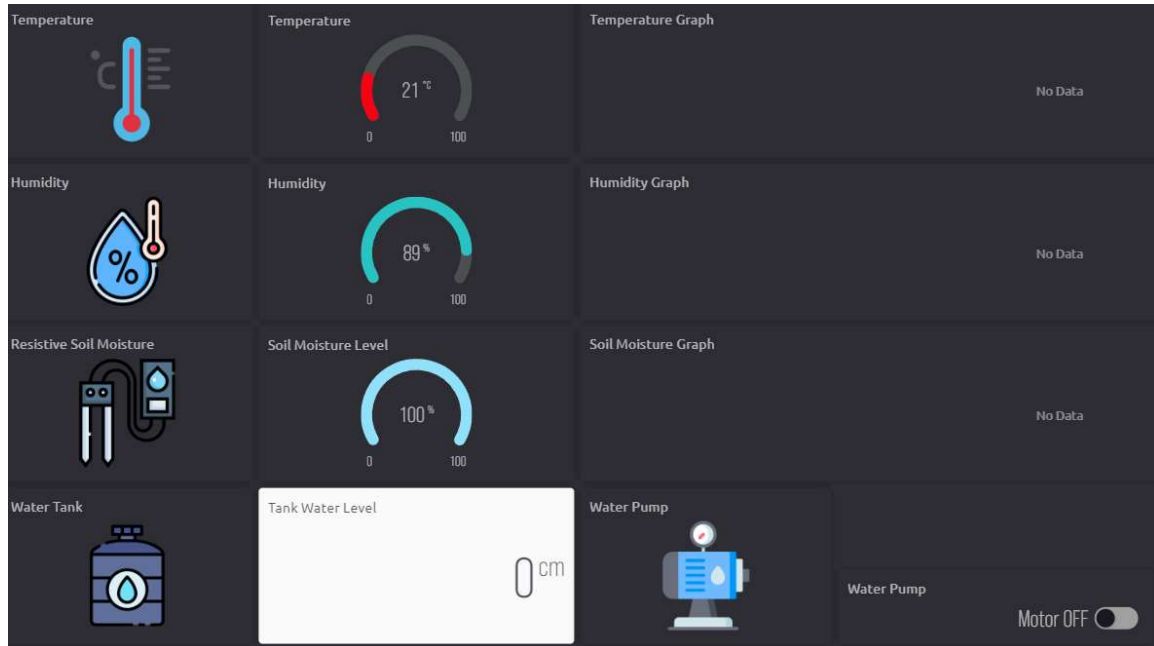 Temperature
°C
Temperature
21 °C
0 100
Temperature Graph
No Data
Humidity
%
Humidity
89 %
0 100
Humidity Graph
No Data
Resistive Soil Moisture
Soil Moisture Level
100 %
0 100
Soil Moisture Graph
No Data
Water Tank
Tank Water Level
0 cm
Water Pump
Water Pump
Motor OFF